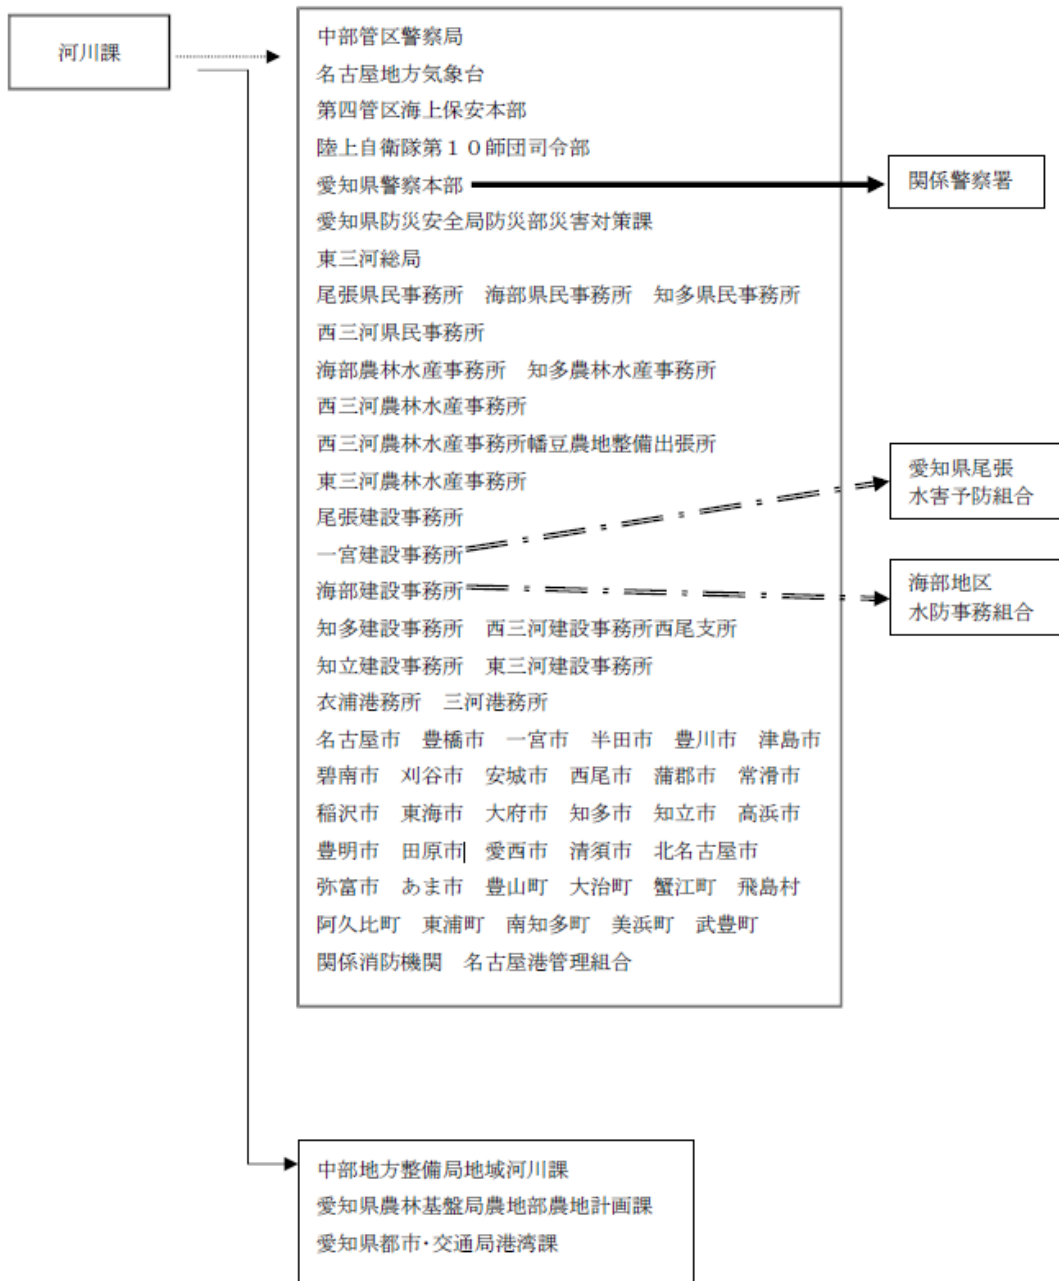 河川課
中部管区警察局
名古屋地方気象台
第四管区海上保安本部
陸上自衛隊第１０師団司令部
愛知県警察本部
関係警察署
愛知県防災安全局防災部災害対策課
東三河総局
尾張県民事務所　海部県民事務所　知多県民事務所
西三河県民事務所
海部農林水産事務所　知多農林水産事務所
西三河農林水産事務所
西三河農林水産事務所幡豆農地整備出張所
東三河農林水産事務所
尾張建設事務所
一宮建設事務所
愛知県尾張
水害予防組合
海部建設事務所
海部地区
水防事務組合
知多建設事務所　西三河建設事務所西尾支所
知立建設事務所　東三河建設事務所
衣浦港務所　三河港務所
名古屋市　豊橋市　一宮市　半田市　豊川市　津島市
碧南市　刈谷市　安城市　西尾市　蒲郡市　常滑市
稲沢市　東海市　大府市　知多市　知立市　高浜市
豊明市　田原市　愛西市　清須市　北名古屋市
弥富市　あま市　豊山町　大治町　蟹江町　飛島村
阿久比町　東浦町　南知多町　美浜町　武豊町
関係消防機関　名古屋港管理組合
中部地方整備局地域河川課
愛知県農林基盤局農地部農地計画課
愛知県都市・交通局港湾課